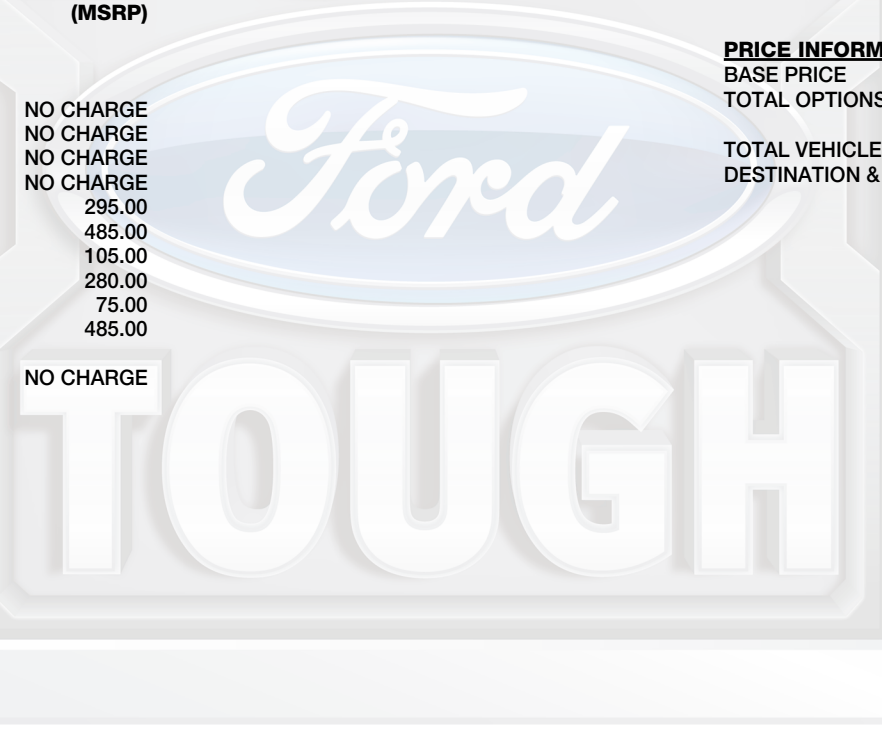 (MSRP)
NO CHARGE
NO CHARGE
NO CHARGE
NO CHARGE
295.00
485.00
105.00
280.00
75.00
485.00
NO CHARGE
PRICE INFORM
BASE PRICE
TOTAL OPTIONS
TOTAL VEHICLE
DESTINATION &
Ford
TOUGH